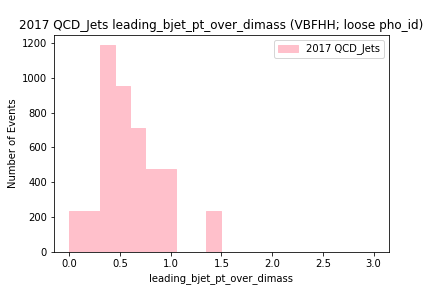 2017 QCD_Jets leading_bjet_pt_over_dimass (VBFHH; loose pho_id)
2017 QCD_Jets
1200
1000
800
600
400
200
0
Number of Events
0.0 0.5 1.0 1.5 2.0 2.5 3.0
leading_bjet_pt_over_dimass